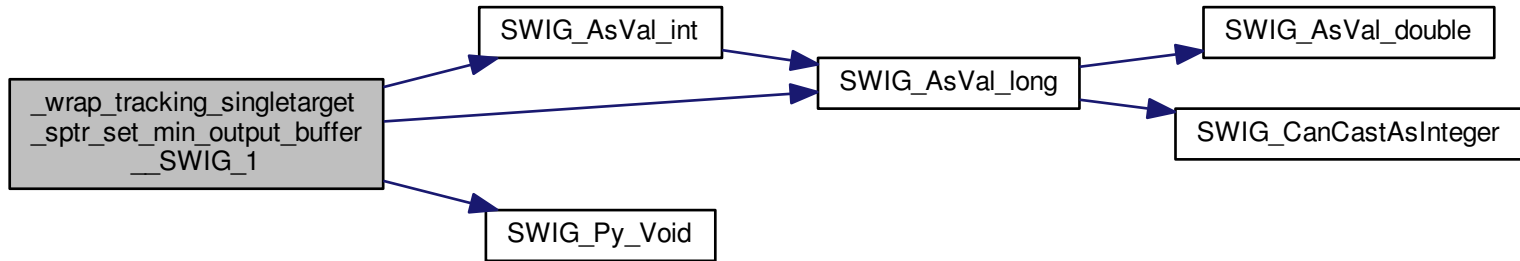 _wrap_tracking_singletarget
_sptr_set_min_output_buffer
__SWIG_1
SWIG_AsVal_int
SWIG_Py_Void
SWIG_AsVal_long
SWIG_AsVal_double
SWIG_CanCastAsInteger